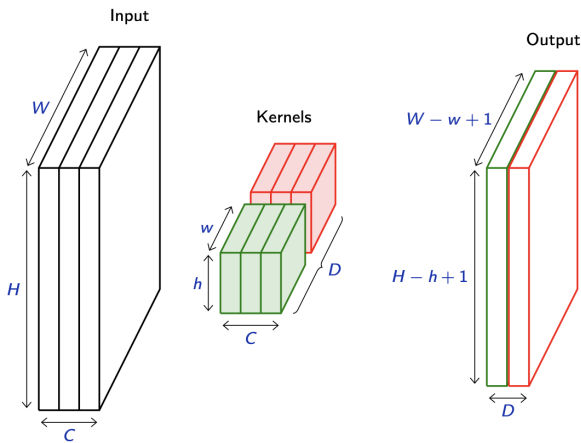 Input
W
H
C
Kernels
w
h
D
C
Output
W − w + 1
H − h + 1
D